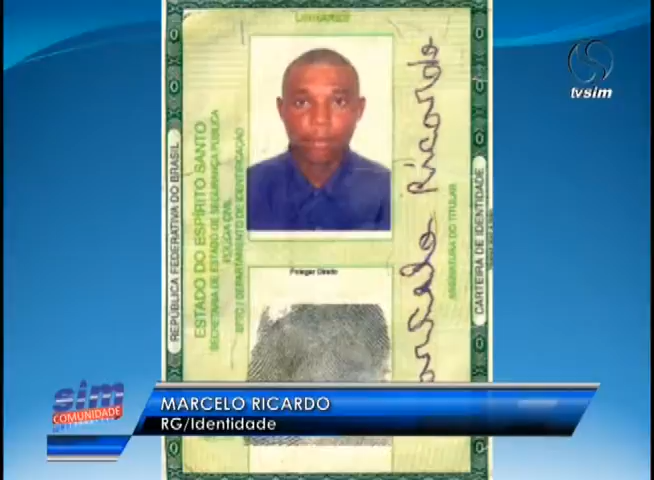 tvsim
REPÚBLICA FEDERATIVA DO BRASIL
ESTADO DO ESPÍRITO SANTO
SECRETARIA DE ESTADO DE SEGURANÇA PÚBLICA
POLÍCIA CIVIL
DEPARTAMENTO DE IDENTIFICAÇÃO
Polegar Direito
Ricardo
ASSINATURA DO TITULAR
CARTEIRA DE IDENTIDADE
sim
COMUNIDADE
MARCELO RICARDO
RG/Identidade